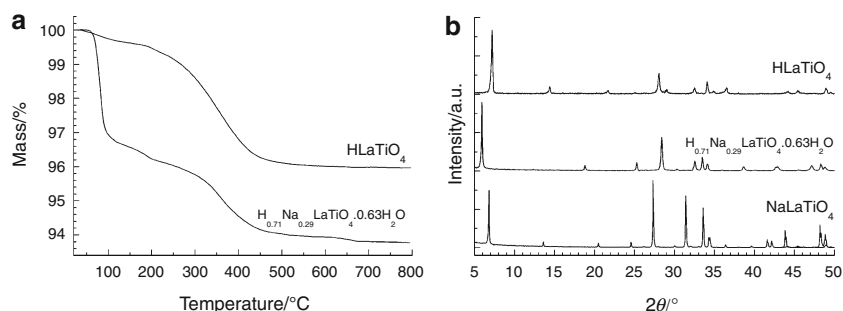 a
100
99
98
97
96
95
94
Mass/%
HLaTiO4
H0.71Na0.29LaTiO4.0.63H2O
100 200 300 400 500 600 700 800
Temperature/°C
b
Intensity/a.u.
HLaTiO4
H0.71Na0.29LaTiO4.0.63H2O
NaLaTiO4
5 10 15 20 25 30 35 40 45 50
2θ/°